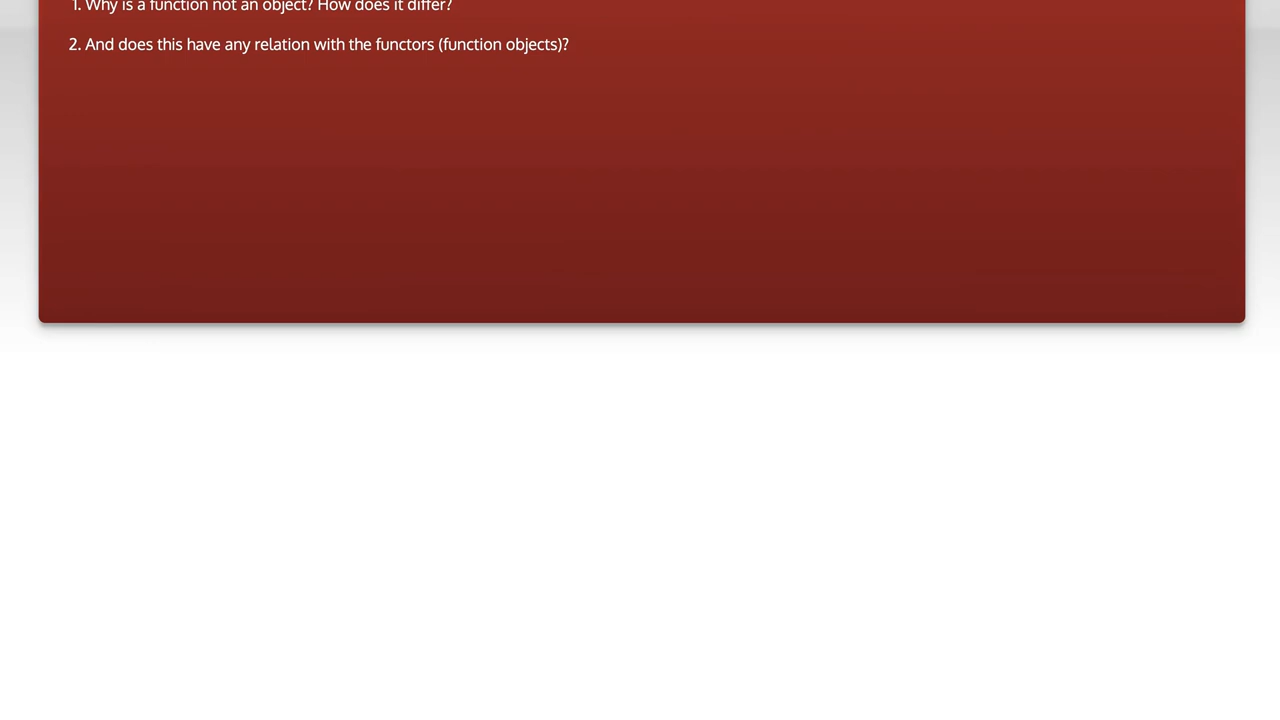 1. Why is a function not an object? How does it differ?
2. And does this have any relation with the functors (function objects)?